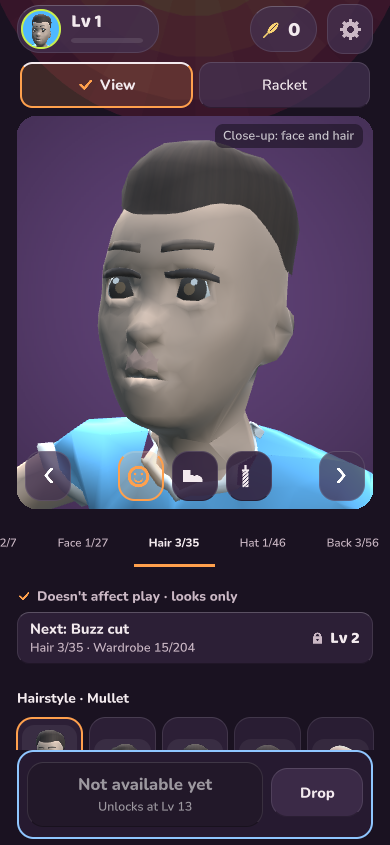 Lv 1
0
View
Racket
Close-up: face and hair
2/7
Face 1/27
Hair 3/35
Hat 1/46
Back 3/56
Doesn't affect play · looks only
Next: Buzz cut
Hair 3/35 · Wardrobe 15/204
Lv 2
Hairstyle · Mullet
Not available yet
Unlocks at Lv 13
Drop